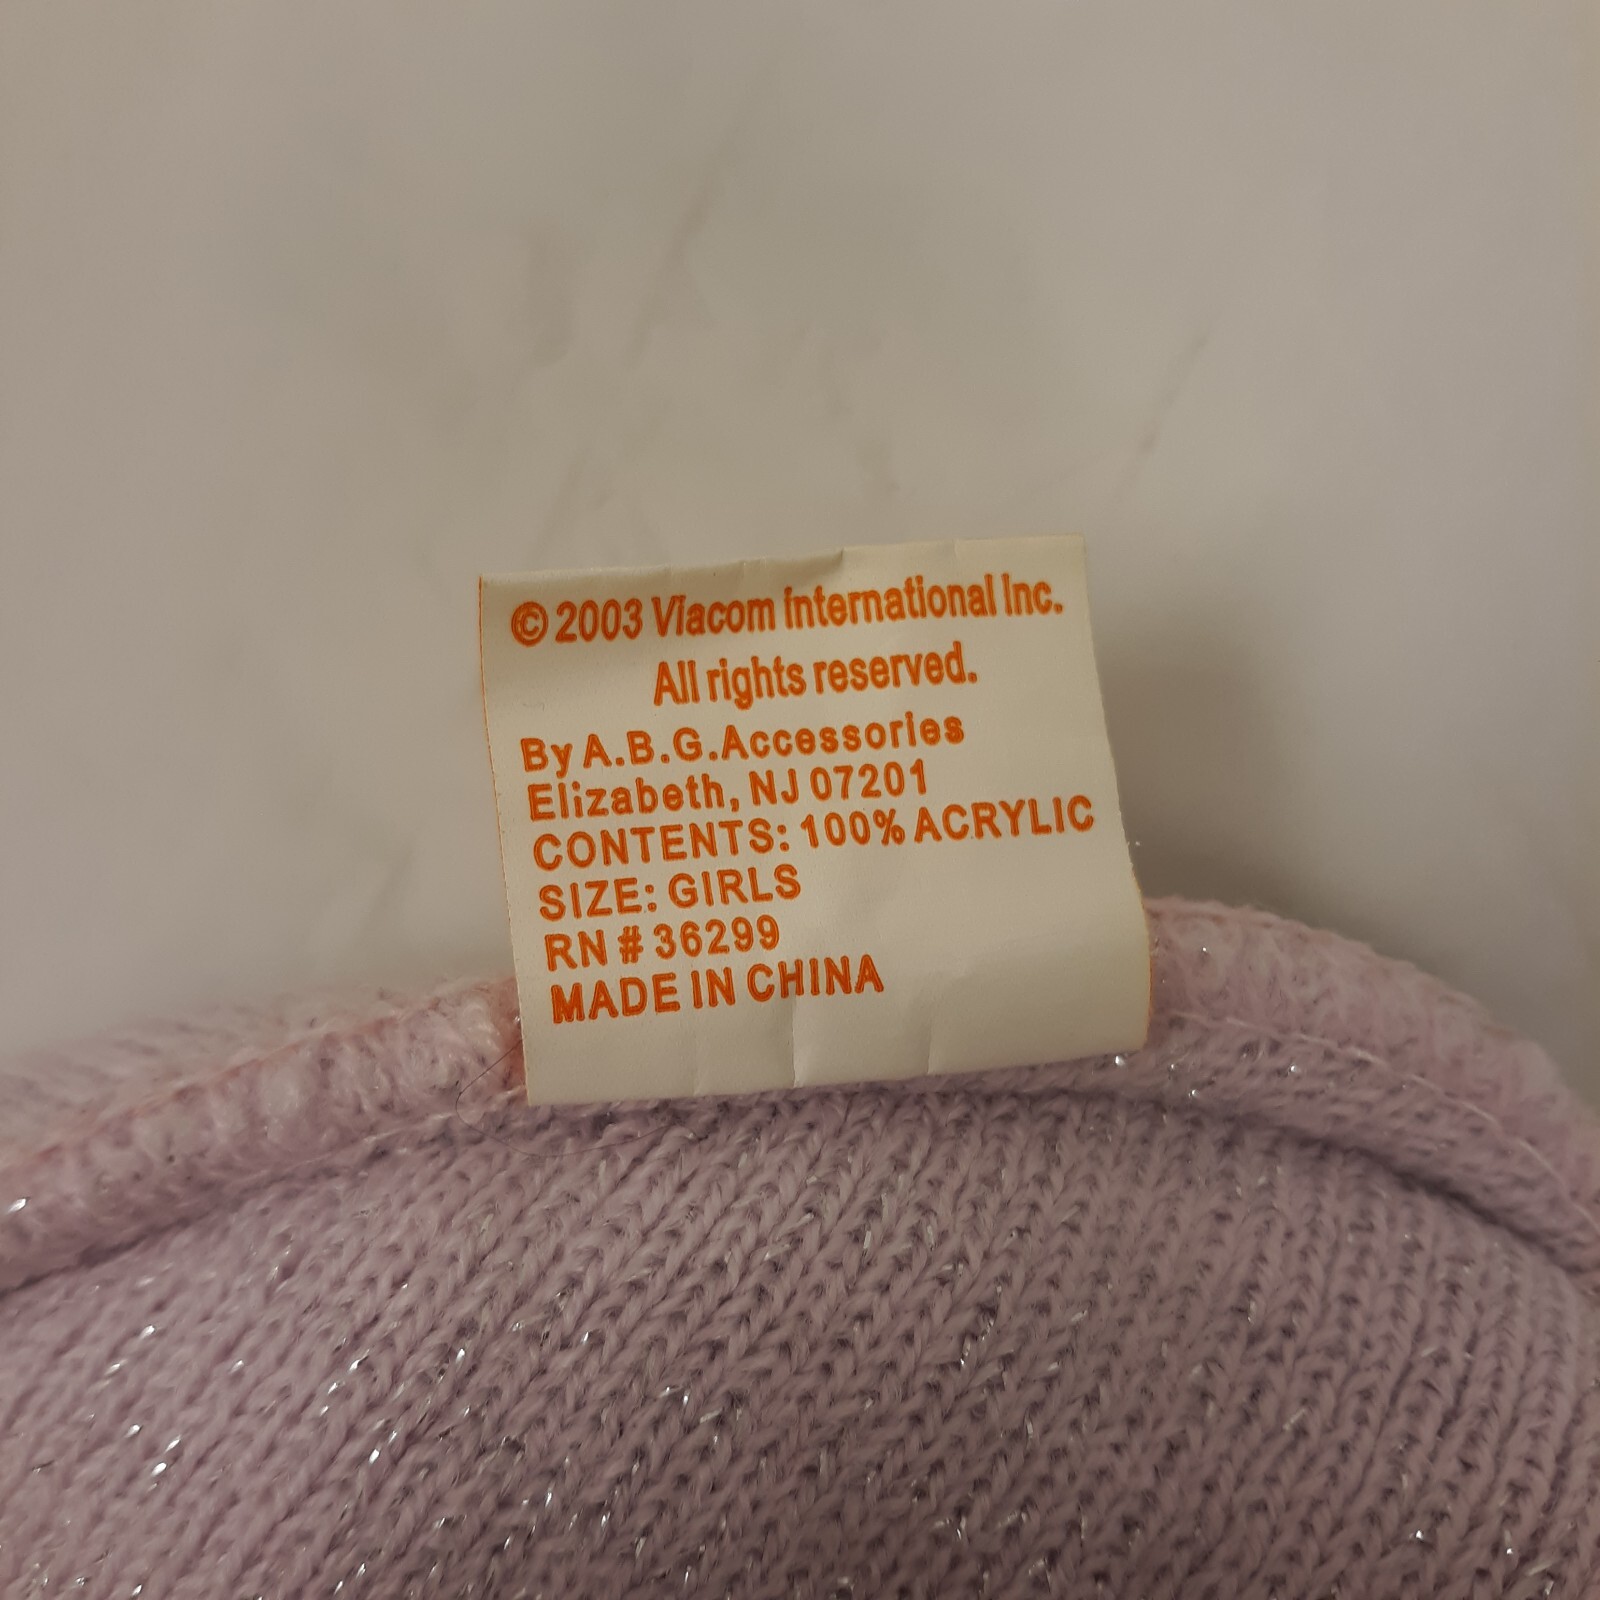 © 2003 Viacom International Inc.
All rights reserved.
By A.B.G.Accessories
Elizabeth, NJ 07201
CONTENTS: 100% ACRYLIC
SIZE: GIRLS
RN # 36299
MADE IN CHINA